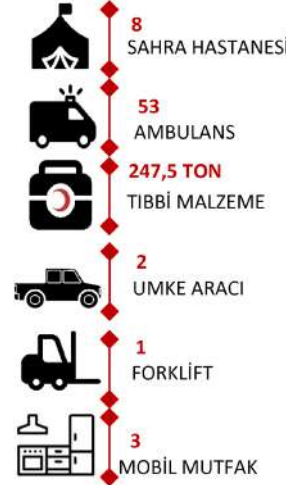 8
SAHRA HASTANESİ
53
AMBULANS
247,5 TON
TIBBİ MALZEME
2
UMKE ARACI
1
FORKLİFT
3
MOBİL MUTFAK